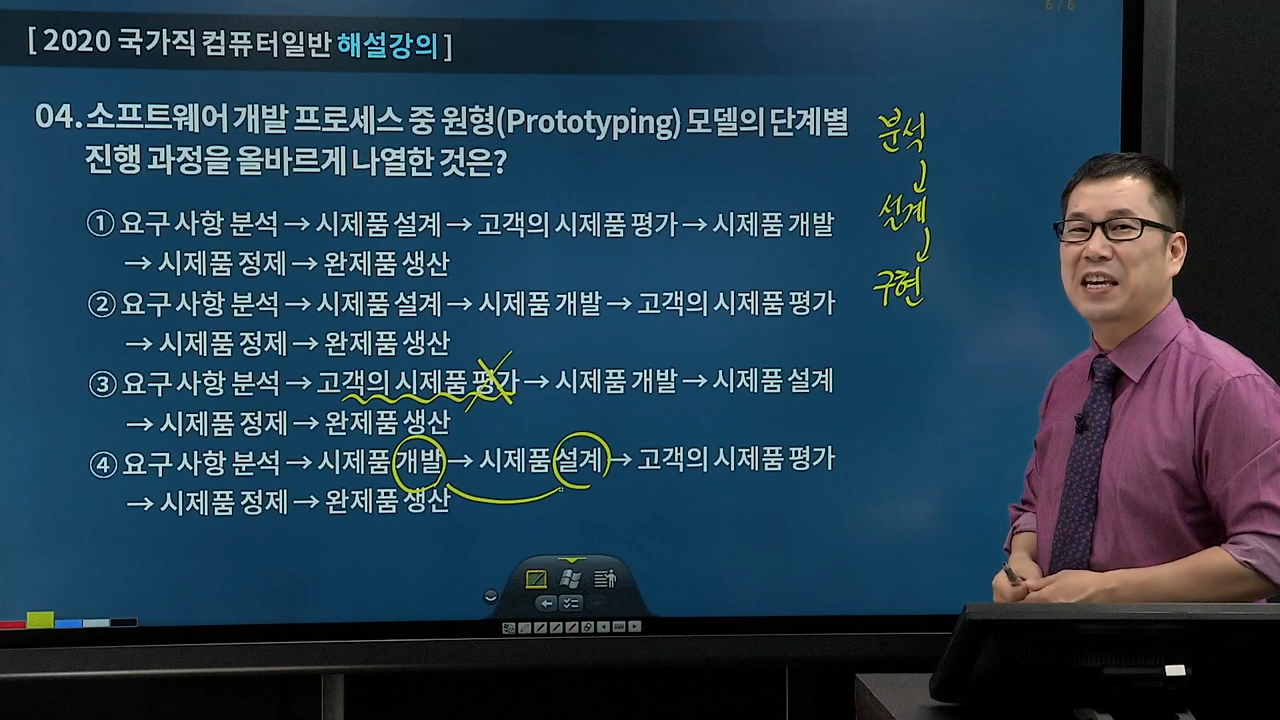 6 / 6
[ 2020 국가직 컴퓨터일반 해설강의 ]
04. 소프트웨어 개발 프로세스 중 원형(Prototyping) 모델의 단계별
진행 과정을 올바르게 나열한 것은?
① 요구 사항 분석 → 시제품 설계 → 고객의 시제품 평가 → 시제품 개발
→ 시제품 정제 → 완제품 생산
② 요구 사항 분석 → 시제품 설계 → 시제품 개발 → 고객의 시제품 평가
→ 시제품 정제 → 완제품 생산
③ 요구 사항 분석 → 고객의 시제품 평가 → 시제품 개발 → 시제품 설계
→ 시제품 정제 → 완제품 생산
④ 요구 사항 분석 → 시제품 개발 → 시제품 설계 → 고객의 시제품 평가
→ 시제품 정제 → 완제품 생산
분석
설계
구현